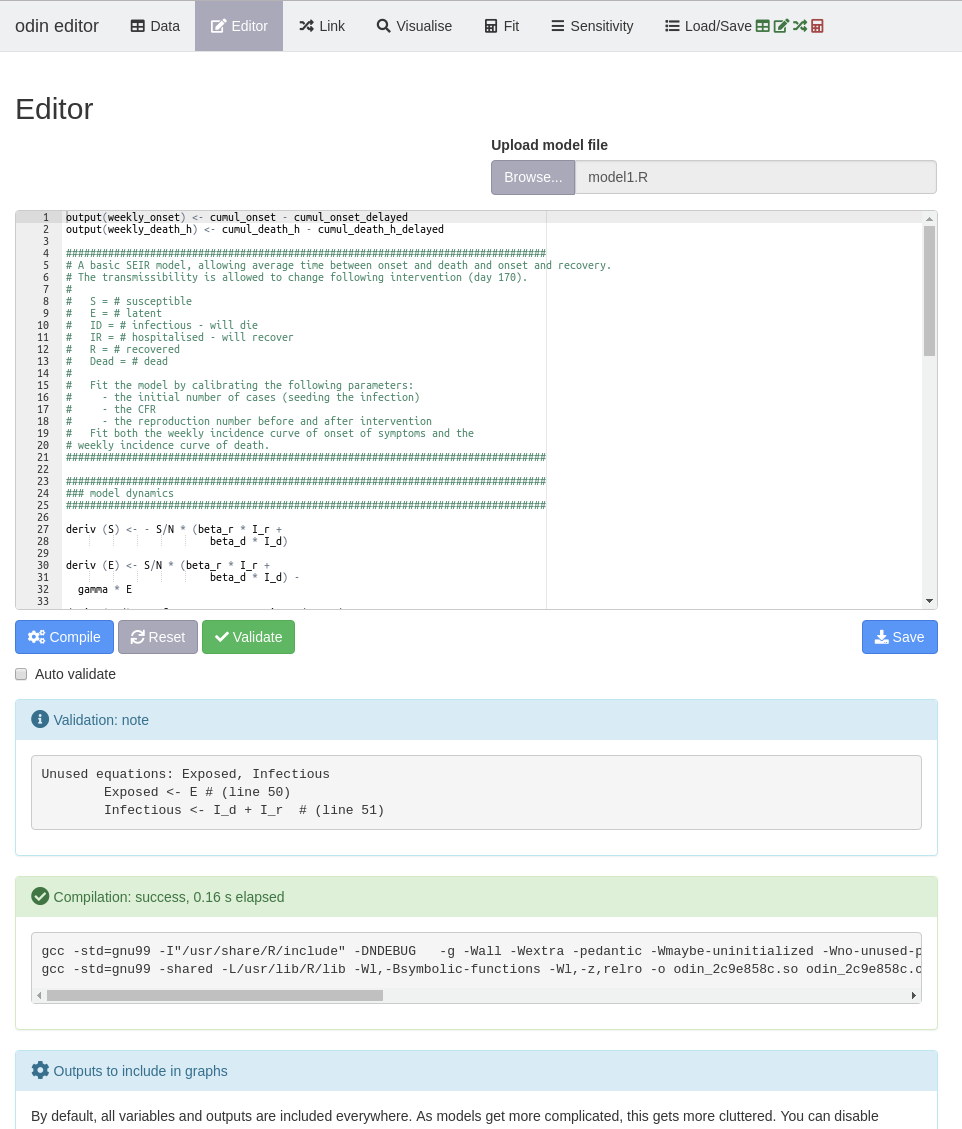 odin editor Data Editor Link Visualise Fit Sensitivity Load/Save
Editor
Upload model file
Browse... model1.R
1 output(weekly_onset) <- cumul_onset - cumul_onset_delayed
2 output(weekly_death_h) <- cumul_death_h - cumul_death_h_delayed
3
4 ################################################################################
5 # A basic SEIR model, allowing average time between onset and death and onset and recovery.
6 # The transmissibility is allowed to change following intervention (day 170).
7 #
8 #   S = # susceptible
9 #   E = # latent
10 #   ID = # infectious - will die
11 #   IR = # hospitalised - will recover
12 #   R = # recovered
13 #   Dead = # dead
14 #
15 #   Fit the model by calibrating the following parameters:
16 #     - the initial number of cases (seeding the infection)
17 #     - the CFR
18 #     - the reproduction number before and after intervention
19 #   Fit both the weekly incidence curve of onset of symptoms and the
20 # weekly incidence curve of death.
21 ################################################################################
22
23 ################################################################################
24 ### model dynamics
25 ################################################################################
26
27 deriv (S) <- - S/N * (beta_r * I_r +
28                         beta_d * I_d)
29
30 deriv (E) <- S/N * (beta_r * I_r +
31                         beta_d * I_d) -
32   gamma * E
33
Compile Reset Validate Save
Auto validate
Validation: note
Unused equations: Exposed, Infectious
        Exposed <- E # (line 50)
        Infectious <- I_d + I_r  # (line 51)
Compilation: success, 0.16 s elapsed
gcc -std=gnu99 -I"/usr/share/R/include" -DNDEBUG   -g -Wall -Wextra -pedantic -Wmaybe-uninitialized -Wno-unused-p
gcc -std=gnu99 -shared -L/usr/lib/R/lib -Wl,-Bsymbolic-functions -Wl,-z,relro -o odin_2c9e858c.so odin_2c9e858c.o
Outputs to include in graphs
By default, all variables and outputs are included everywhere. As models get more complicated, this gets more cluttered. You can disable